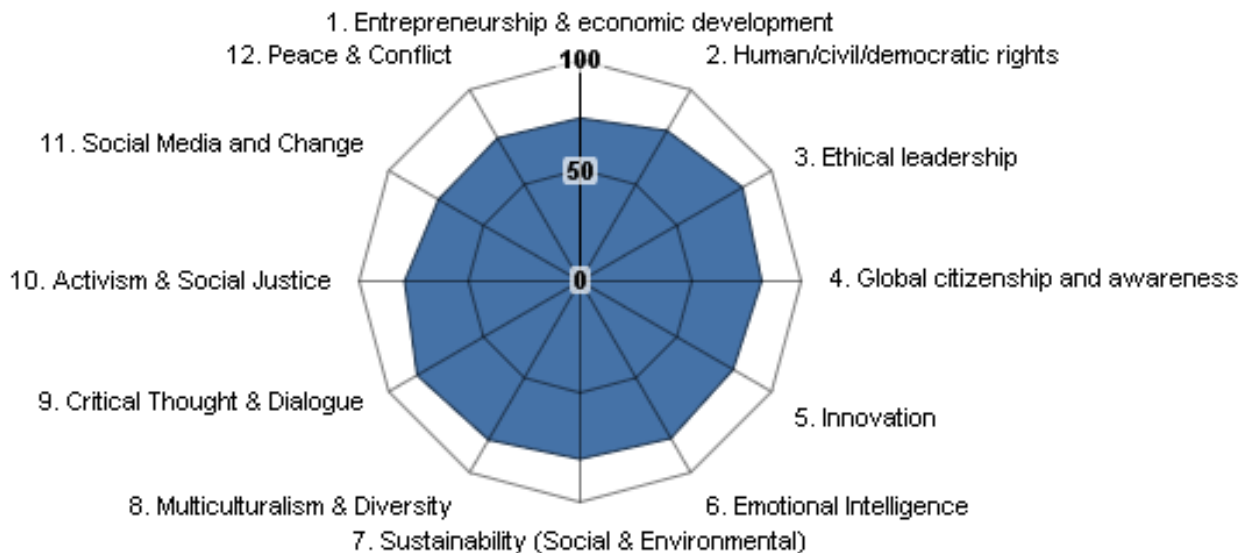 1. Entrepreneurship & economic development
12. Peace & Conflict
100
2. Human/civil/democratic rights
11. Social Media and Change
3. Ethical leadership
50
10. Activism & Social Justice
0
4. Global citizenship and awareness
9. Critical Thought & Dialogue
5. Innovation
8. Multiculturalism & Diversity
6. Emotional Intelligence
7. Sustainability (Social & Environmental)